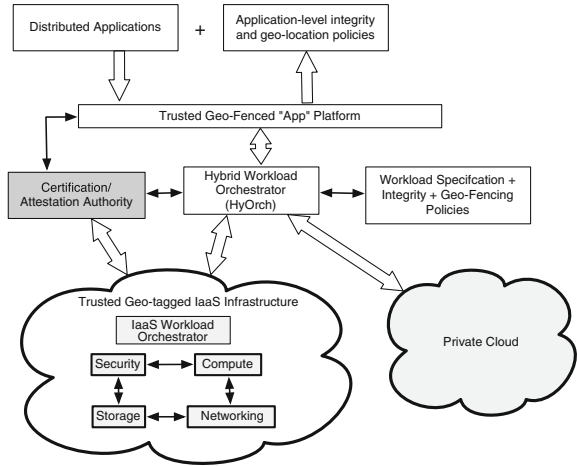 Distributed Applications
+
Application-level integrity
and geo-location policies
Trusted Geo-Fenced "App" Platform
Certification/
Attestation Authority
Hybrid Workload
Orchestrator
(HyOrch)
Workload Specifcation +
Integrity + Geo-Fencing
Policies
Trusted Geo-tagged IaaS Infrastructure
IaaS Workload
Orchestrator
Security
Compute
Storage
Networking
Private Cloud